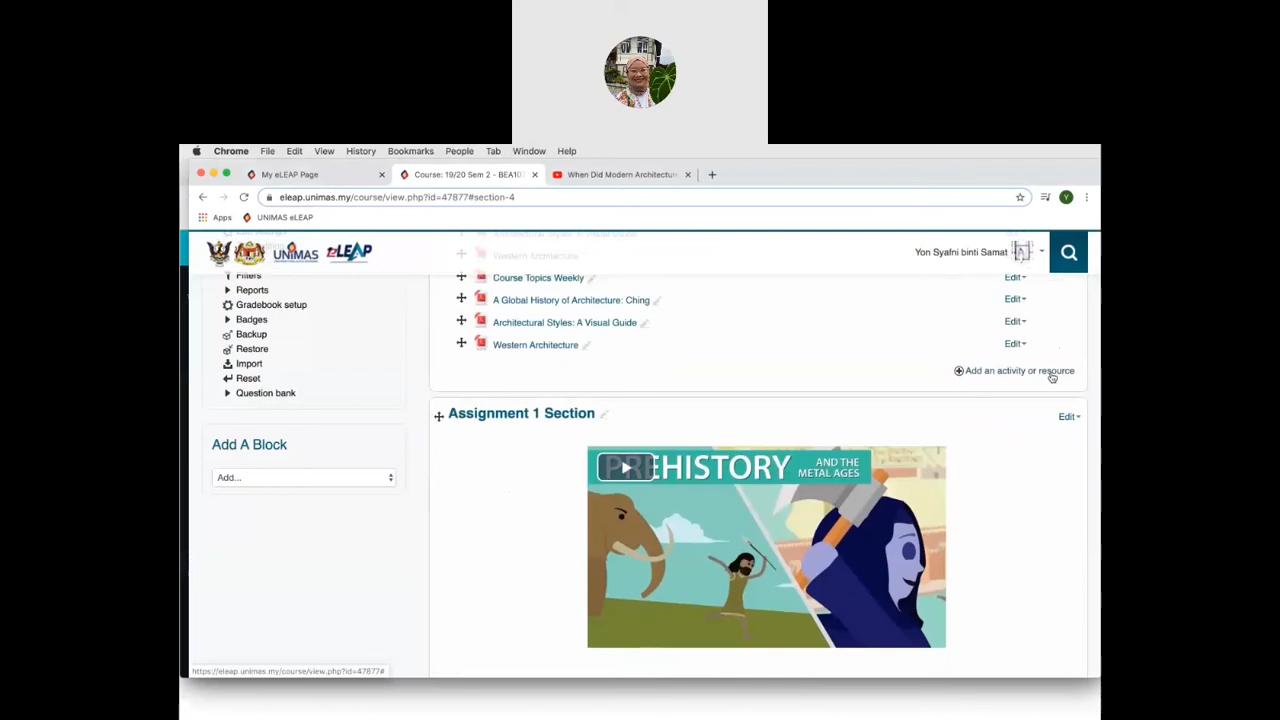 Chrome File Edit View History Bookmarks People Tab Window Help
My eLEAP Page
Course: 19/20 Sem 2 - BEA107
When Did Modern Architecture
eleap.unimas.my/course/view.php?id=47877#section-4
Apps UNIMAS eLEAP
UNIMAS eLEAP
Yon Syafni binti Samat
Western Architecture
Filters
Reports
Gradebook setup
Badges
Backup
Restore
Import
Reset
Question bank
Add A Block
Add...
Course Topics Weekly Edit
A Global History of Architecture: Ching Edit
Architectural Styles: A Visual Guide Edit
Western Architecture Edit
Add an activity or resource
Assignment 1 Section Edit
PREHISTORY AND THE
METAL AGES
https://eleap.unimas.my/course/view.php?id=47877#